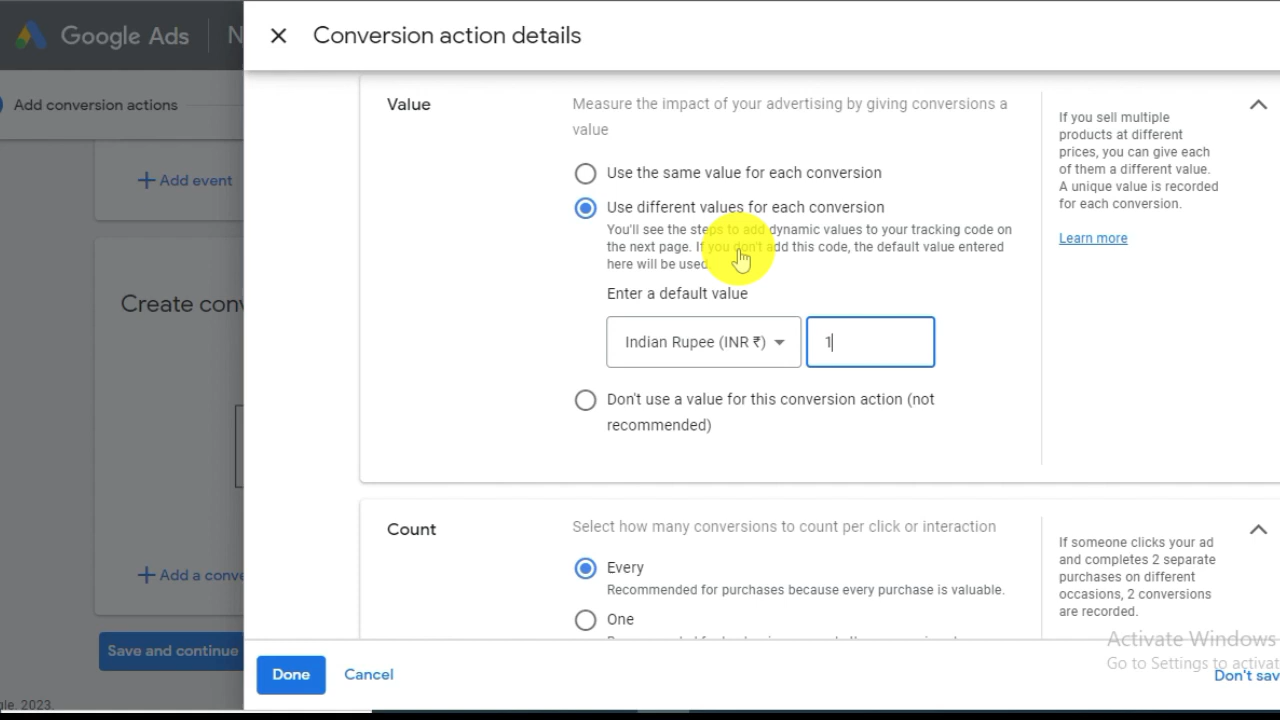 Google Ads
N
Conversion action details
Add conversion actions
Add event
Create conv
Add a conve
Save and continue
gle. 2023.
Value
Measure the impact of your advertising by giving conversions a
value
Use the same value for each conversion
Use different values for each conversion
You'll see the steps to add dynamic values to your tracking code on
the next page. If you don't add this code, the default value entered
here will be used.
Enter a default value
Indian Rupee (INR ₹)
1
Don't use a value for this conversion action (not
recommended)
If you sell multiple
products at different
prices, you can give each
of them a different value.
A unique value is recorded
for each conversion.
Learn more
Count
Select how many conversions to count per click or interaction
Every
Recommended for purchases because every purchase is valuable.
One
If someone clicks your ad
and completes 2 separate
purchases on different
occasions, 2 conversions
are recorded.
Activate Windows
Go to Settings to activat
Done
Cancel
Don't sav